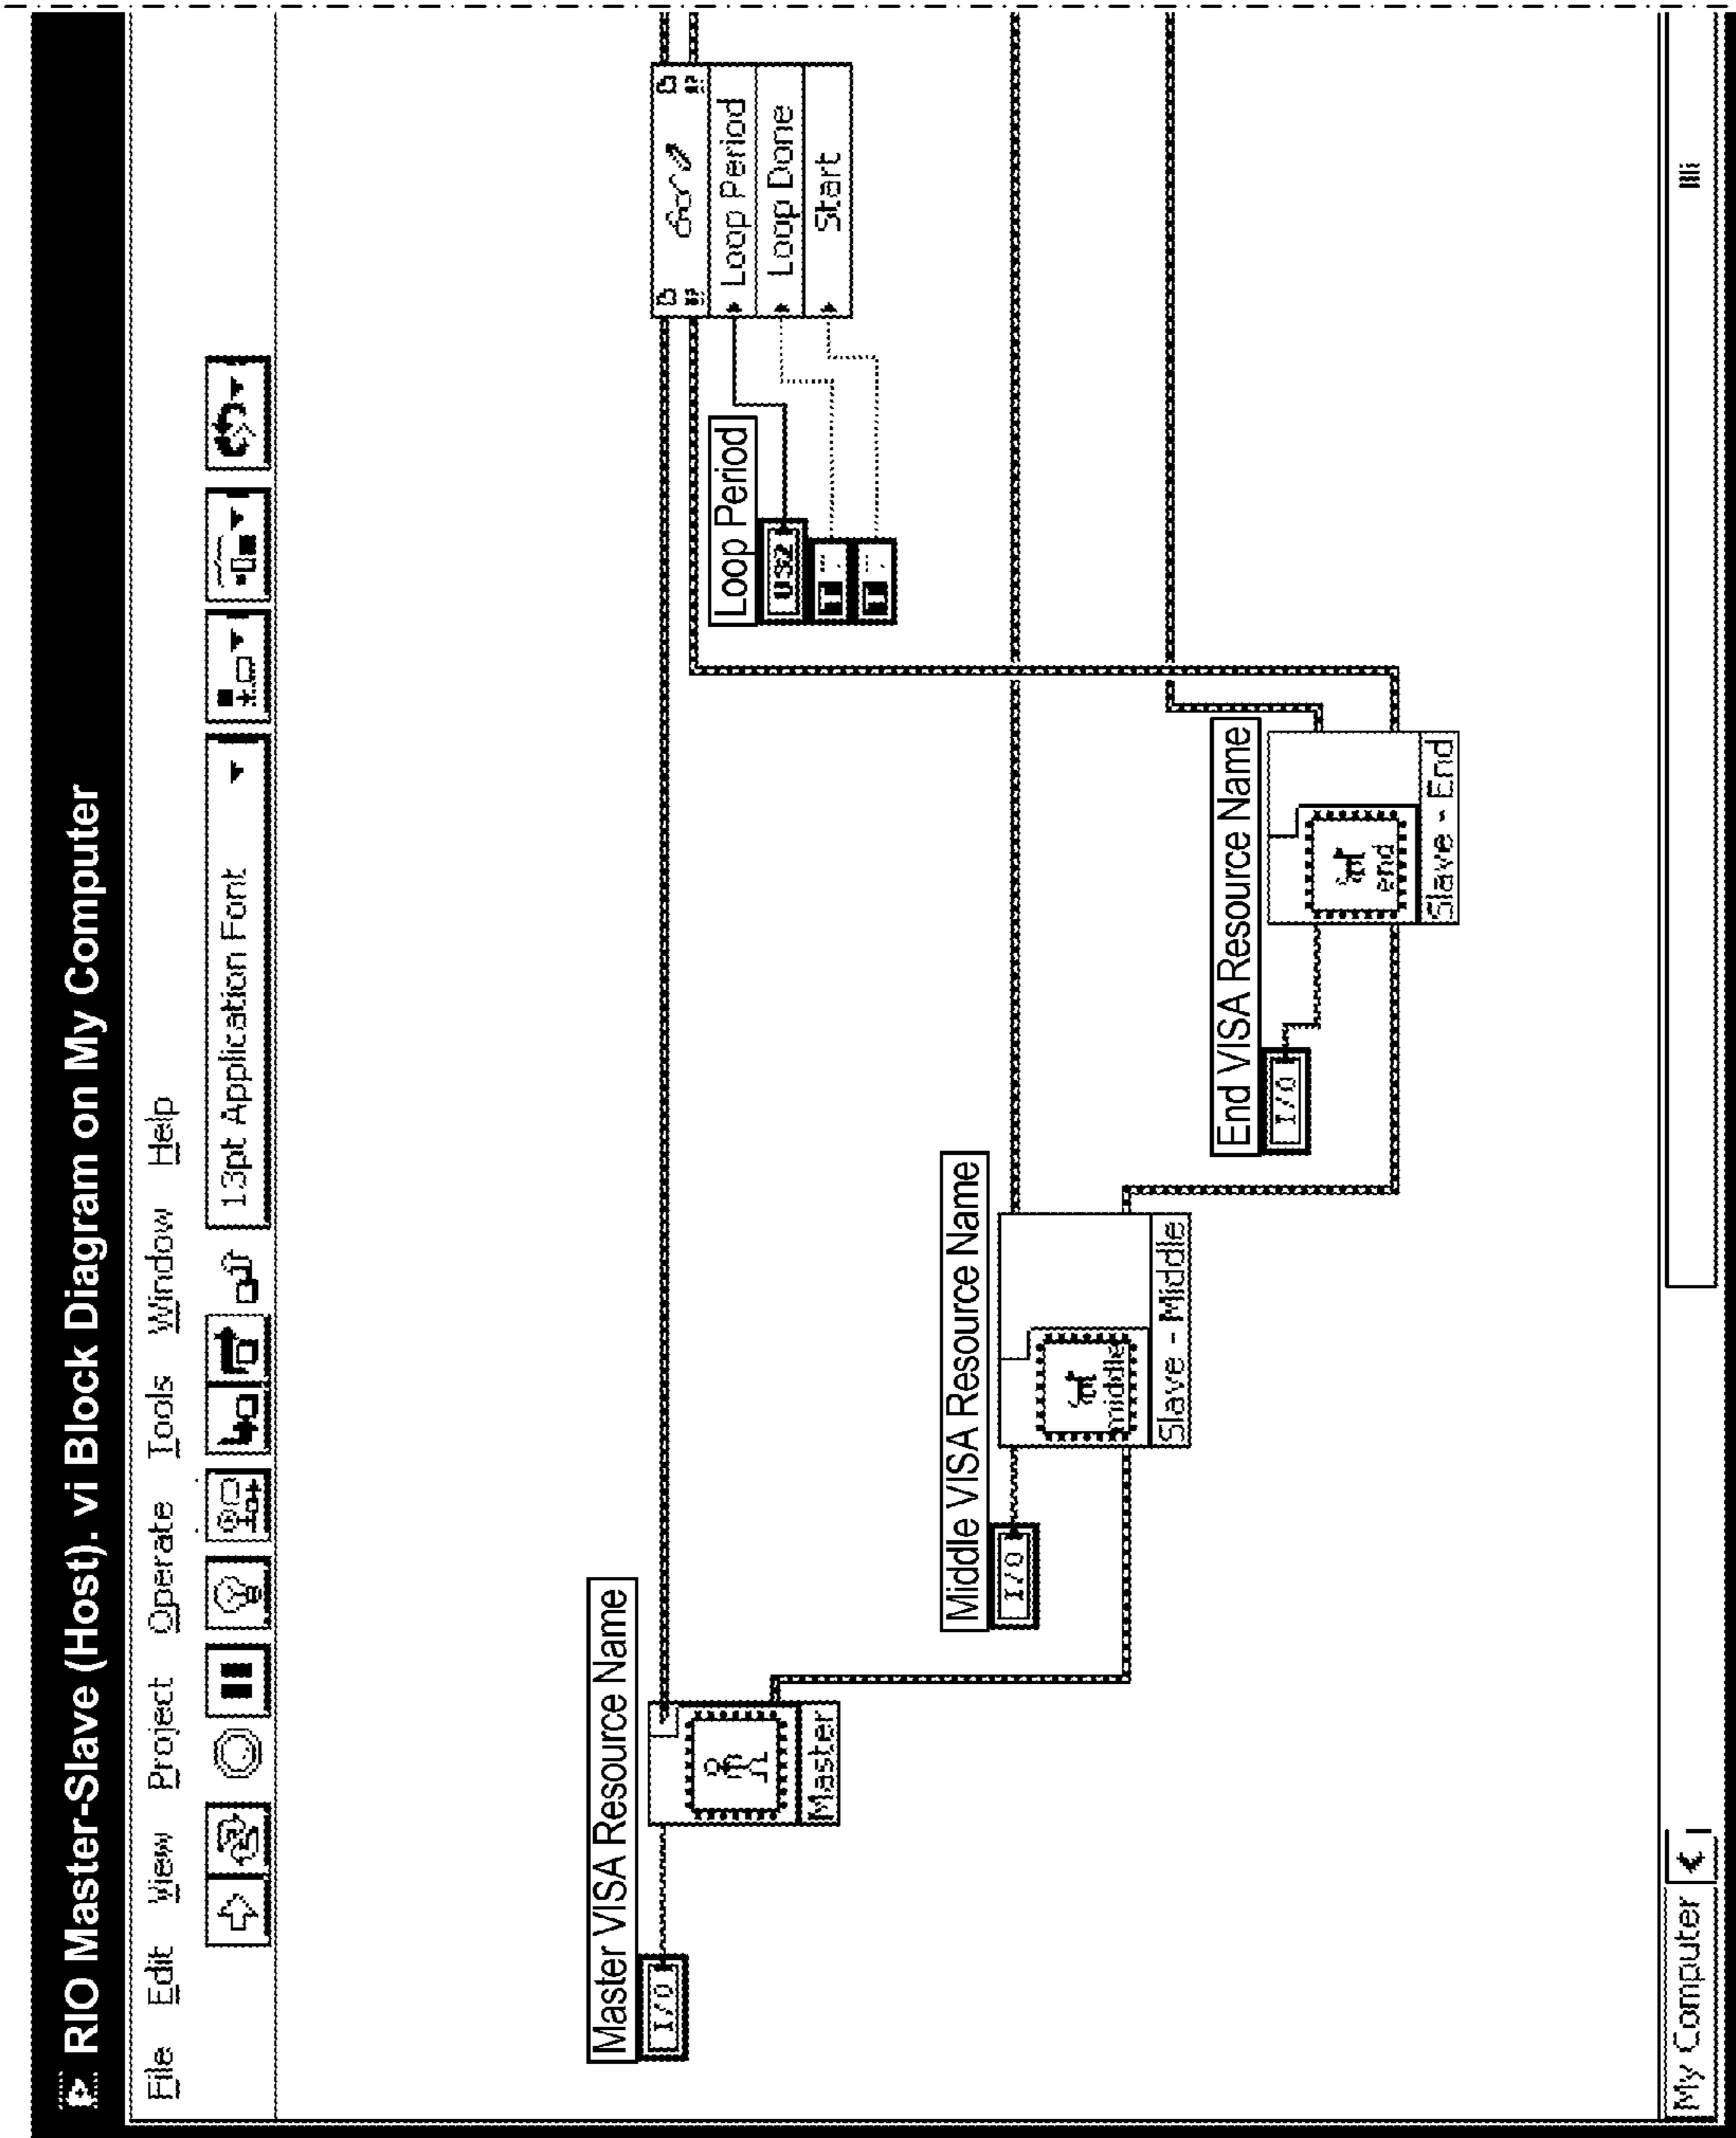 RIO Master-Slave (Host). vi Block Diagram on My Computer
File Edit View Project Operate Tools Window Help
13pt Application Font
Master VISA Resource Name
I/O
Master
Middle VISA Resource Name
I/O
middle
Slave - Middle
End VISA Resource Name
I/O
end
Slave - End
Loop Period
U32
Loop Period
Loop Done
Start
My Computer